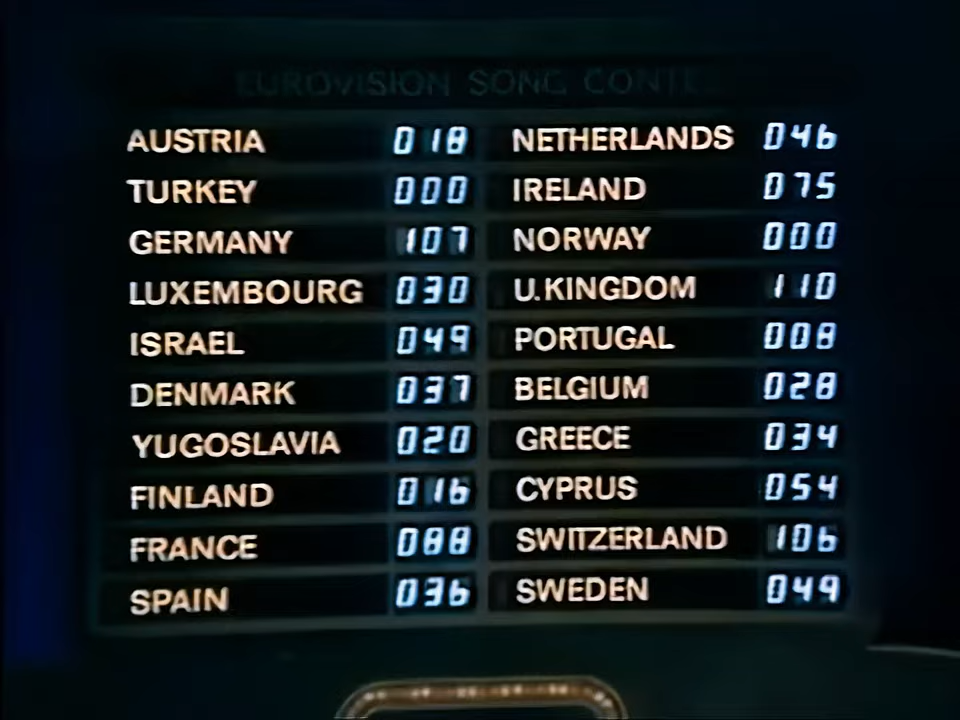 EUROVISION SONG CONTE
AUSTRIA 018 NETHERLANDS 046
TURKEY 000 IRELAND 075
GERMANY 107 NORWAY 000
LUXEMBOURG 030 U.KINGDOM 110
ISRAEL 049 PORTUGAL 008
DENMARK 037 BELGIUM 028
YUGOSLAVIA 020 GREECE 034
FINLAND 016 CYPRUS 054
FRANCE 088 SWITZERLAND 106
SPAIN 036 SWEDEN 049